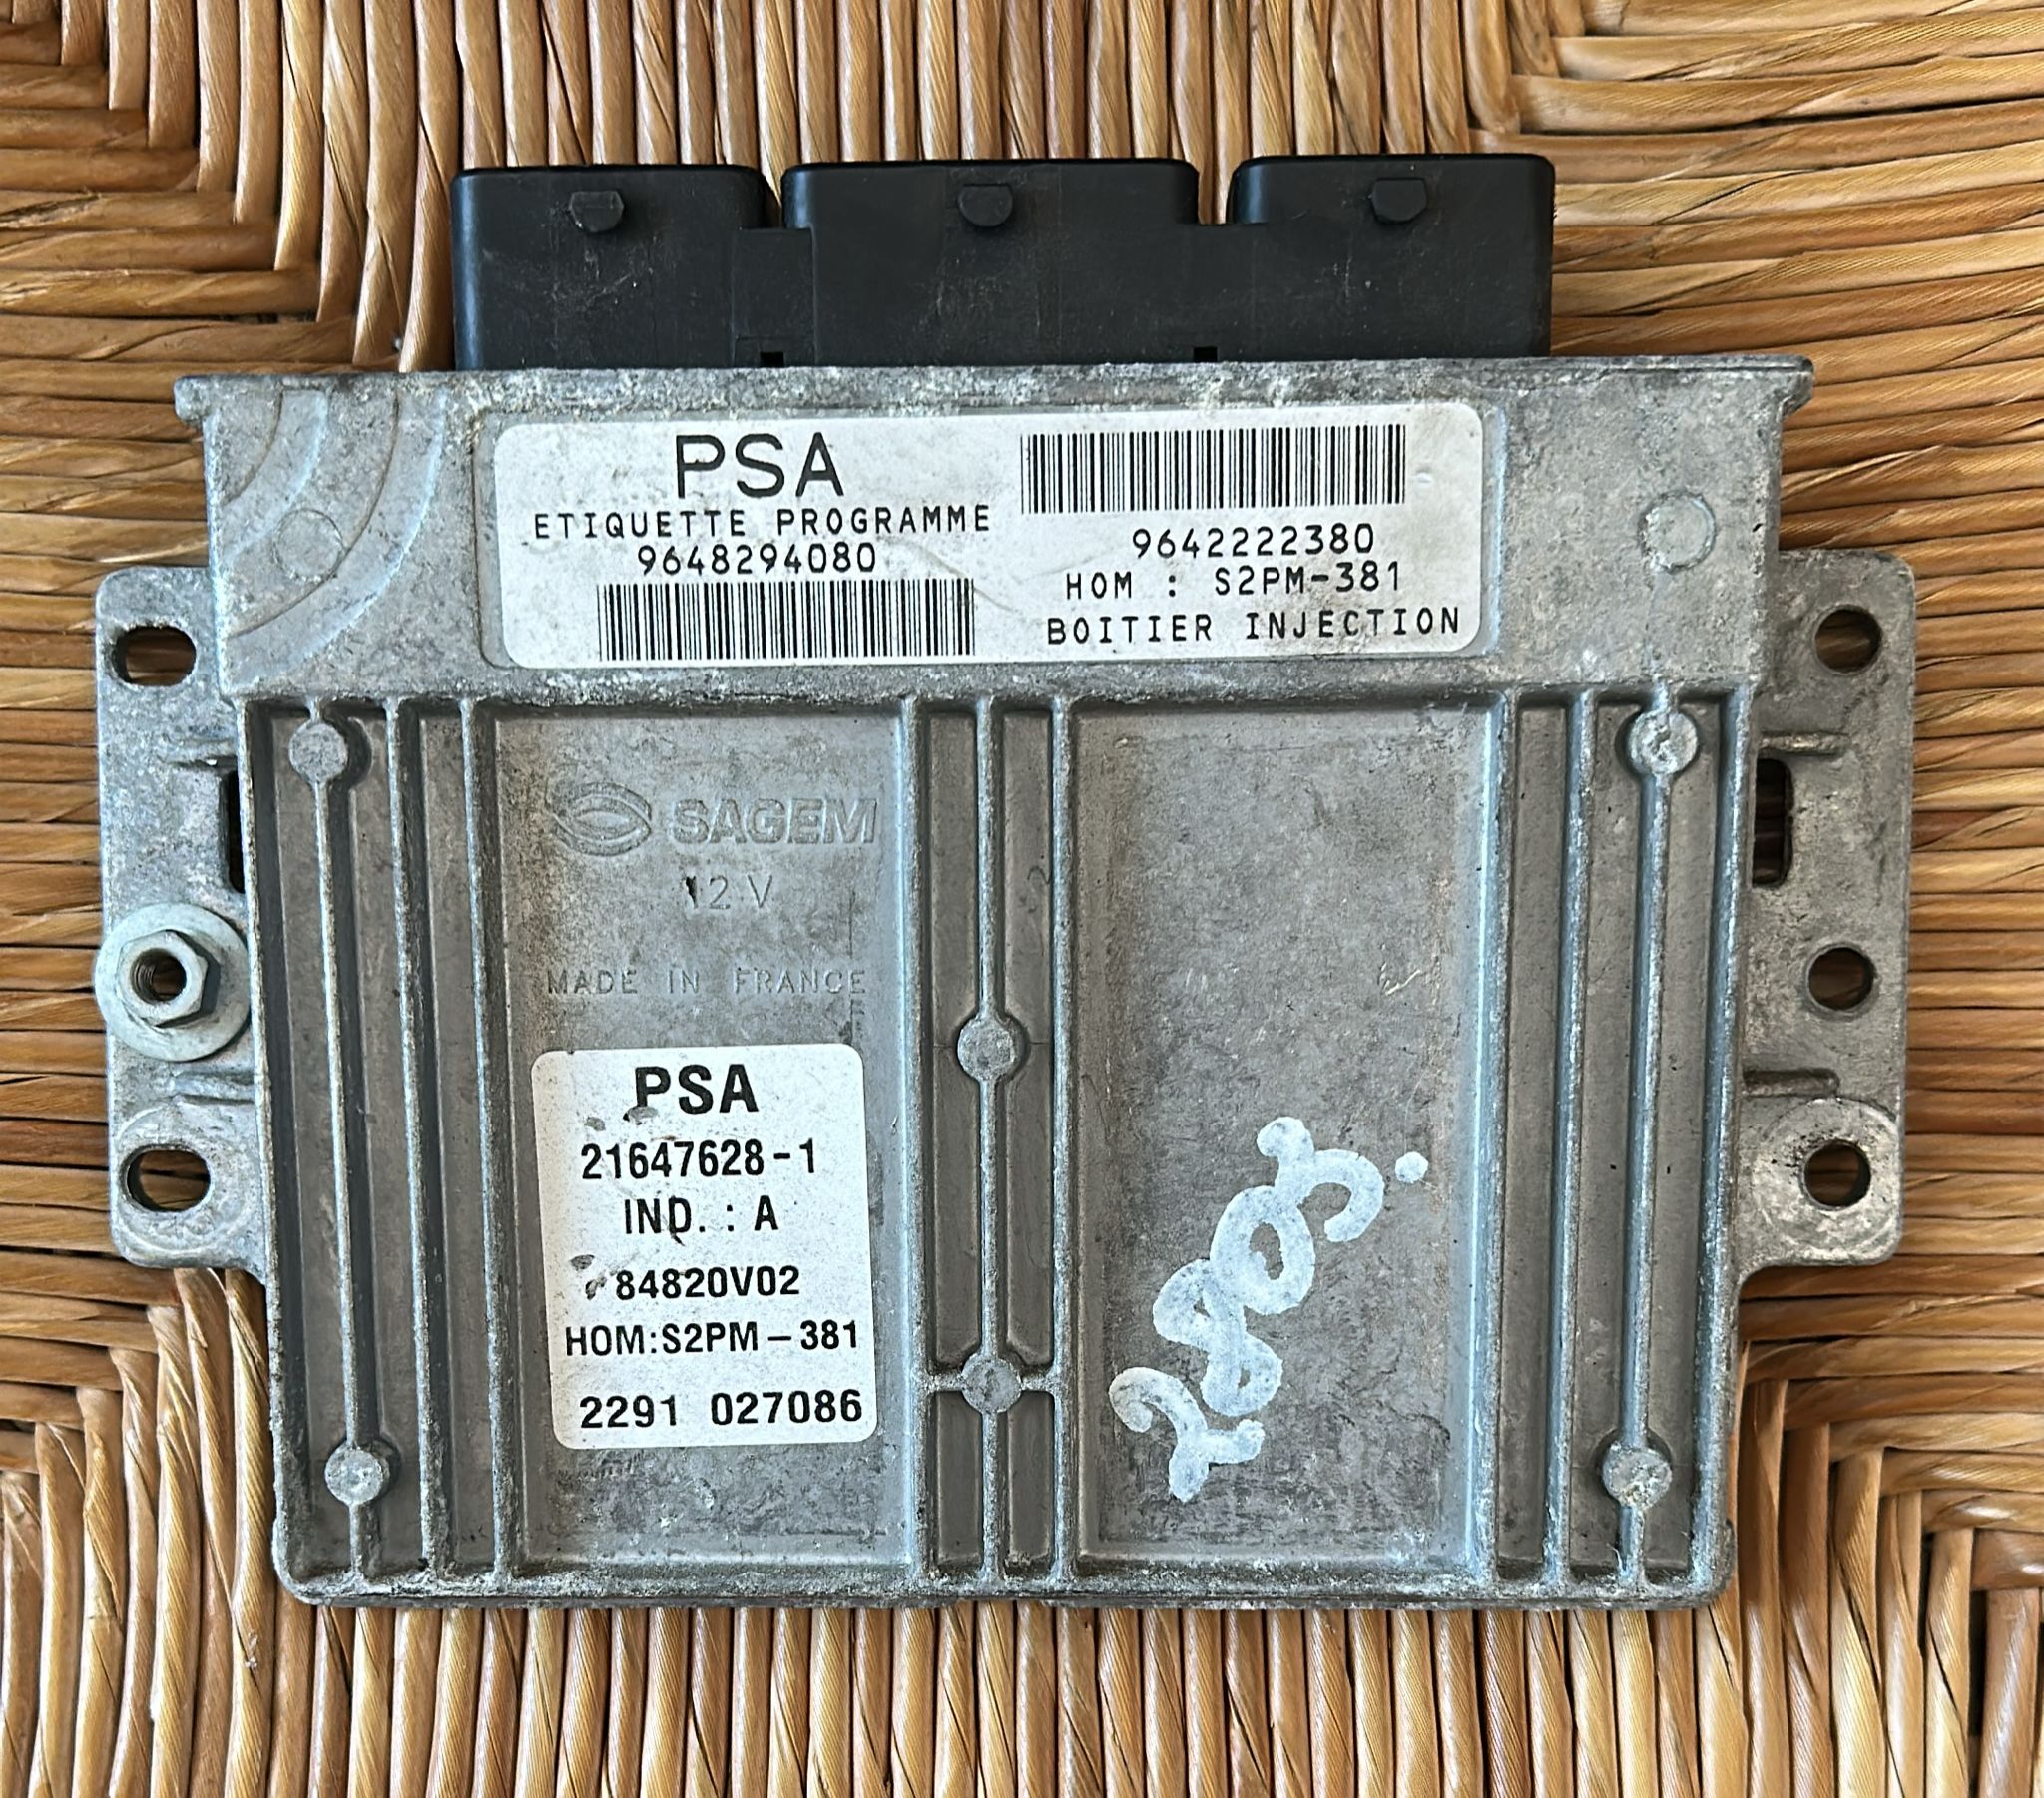 PSA
ETIQUETTE PROGRAMME
9648294080
9642222380
HOM : S2PM-381
BOITIER INJECTION
SAGEM
12 V
MADE IN FRANCE
PSA
21647628-1
IND. : A
84820V02
HOM:S2PM-381
2291 027086